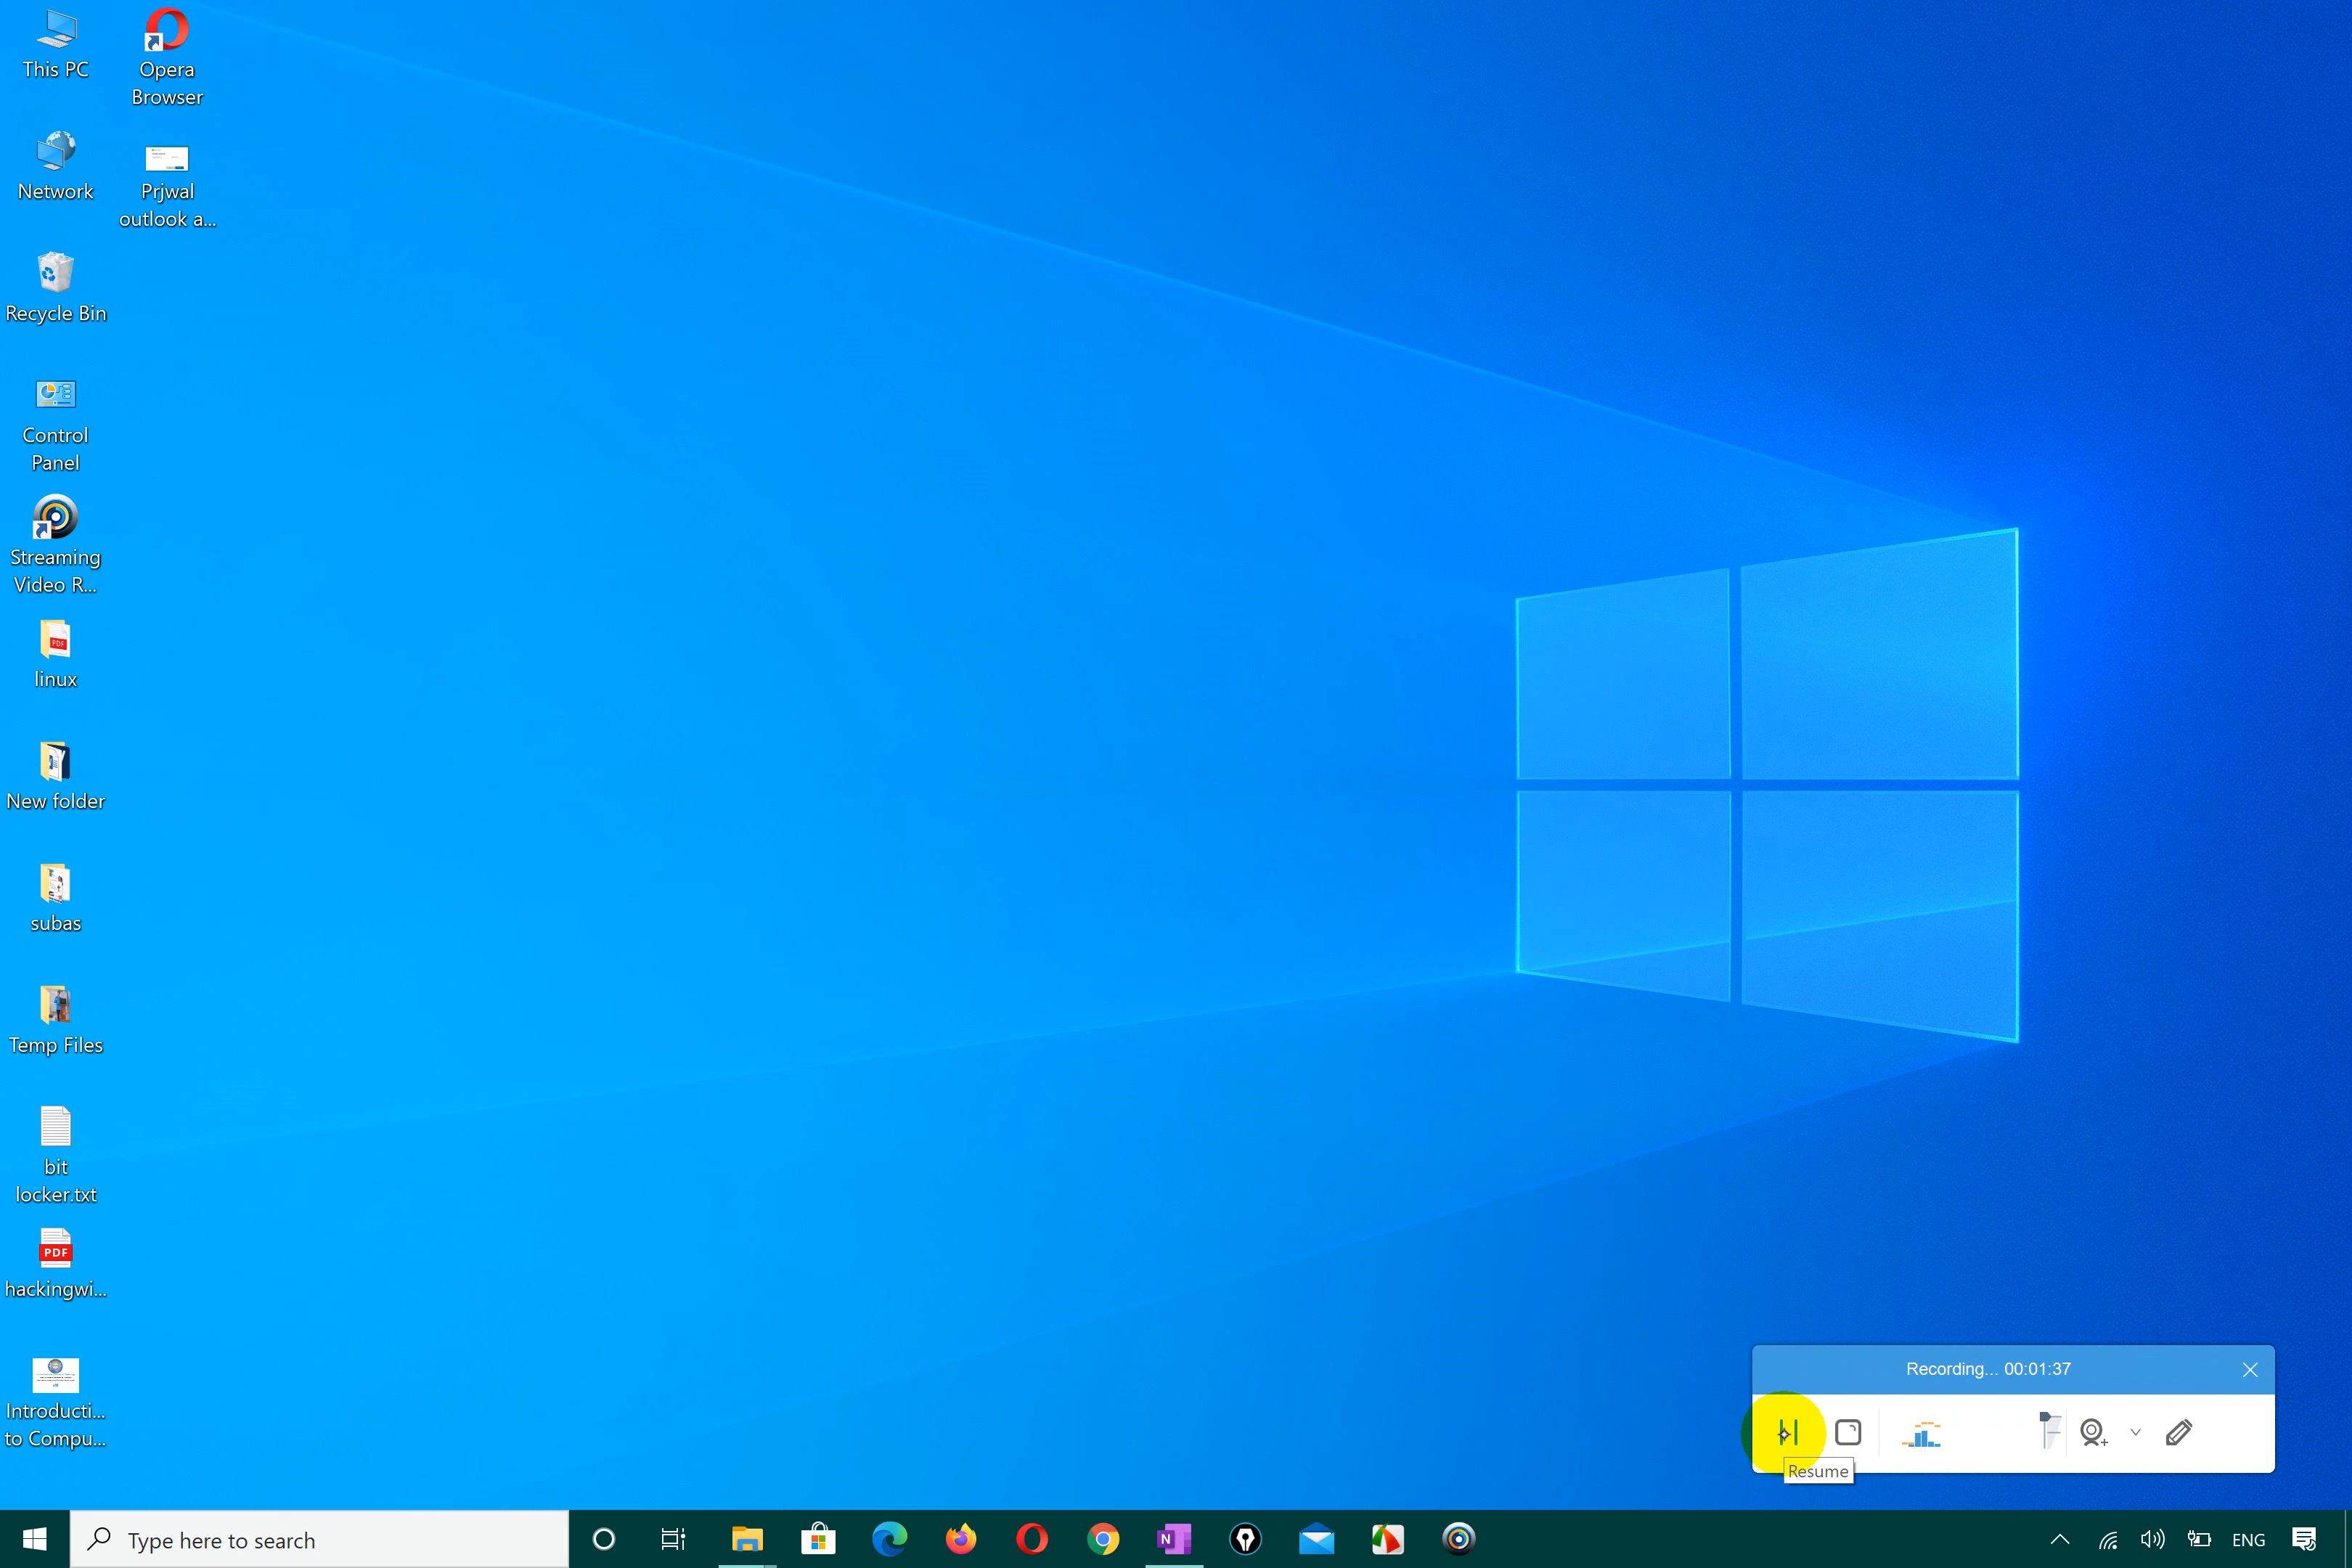 This PC
Opera
Browser
Network
Prjwal
outlook a...
Recycle Bin
Control
Panel
Streaming
Video R...
linux
New folder
subas
Temp Files
bit
locker.txt
hackingwi...
Introducti...
to Compu...
PDF
PDF
Recording... 00:01:37
Resume
Type here to search
N
ENG